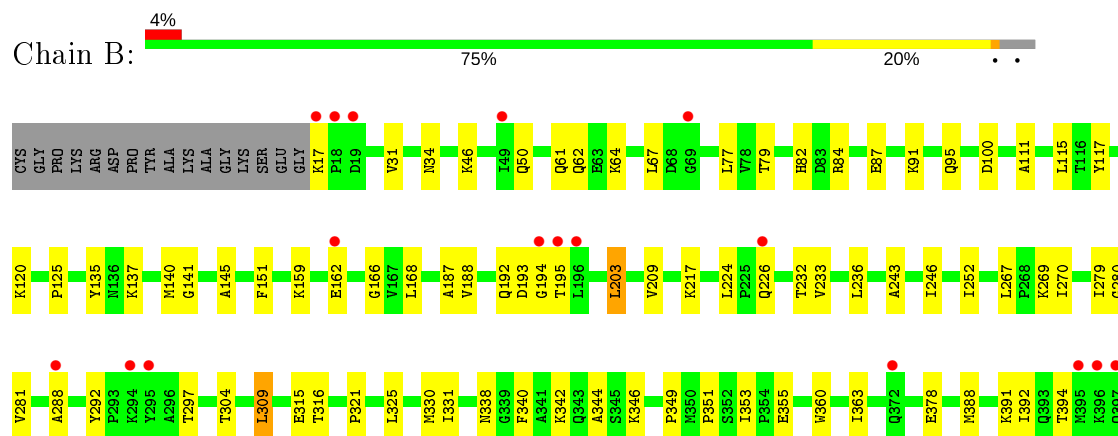 4%
Chain B:
75% 20% • •
CYS GLY PRO LYS ARG ASP PRO TYR ALA LYS ALA GLY LYS SER GLU GLY K17 P18 D19 V31 N34 K46 I49 Q50 Q61 Q62 E63 K64 L67 D68 G69 L77 V78 T79 H82 D83 R84 E87 K91 Q95 D100 A111 L115 T116 Y117
K120 P125 Y135 N136 K137 M140 G141 A145 F151 K159 E162 G166 V167 L168 A187 V188 Q192 D193 G194 T195 L196 L203 V209 K217 L224 P225 Q226 T232 V233 L236 A243 I246 I252 L267 P268 K269 I270 I279
V281 A288 Y292 P293 K294 Y295 A296 T297 T304 L309 E315 T316 P321 L325 M330 I331 N338 G339 F340 A341 K342 Q343 A344 S345 K346 P349 M350 P351 S352 I353 P354 E355 W360 I363 Q372 E378 M388 K391 I392 Q393 T394 M395 K396